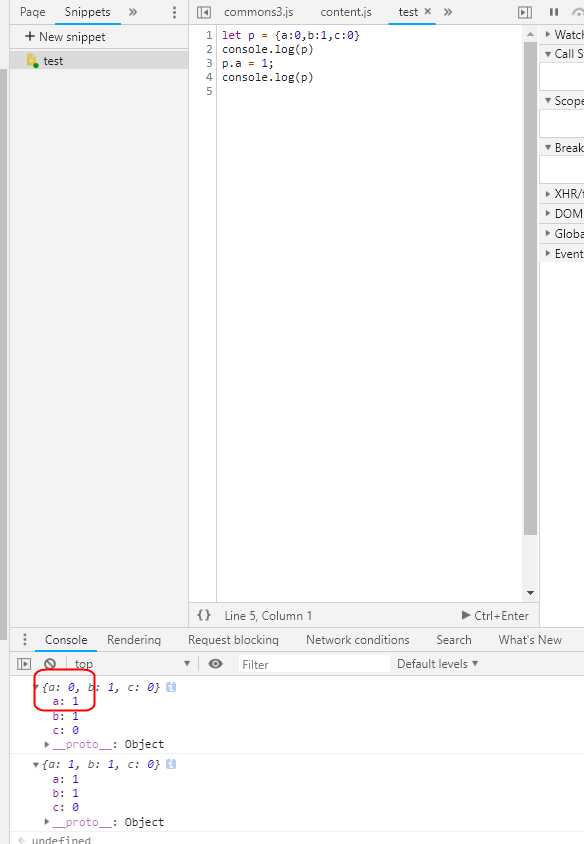 Page Snippets » commons3.js content.js test × »
+ New snippet
test
1 let p = {a:0,b:1,c:0}
2 console.log(p)
3 p.a = 1;
4 console.log(p)
5
Watch
Call St
Scope
Break
XHR/f
DOM
Globa
Event
{} Line 5, Column 1 Ctrl+Enter
Console Rendering Request blocking Network conditions Search What's New
top Filter Default levels
{a: 0, b: 1, c: 0} i
a: 1
b: 1
c: 0
__proto__: Object
{a: 1, b: 1, c: 0} i
a: 1
b: 1
c: 0
__proto__: Object
undefined